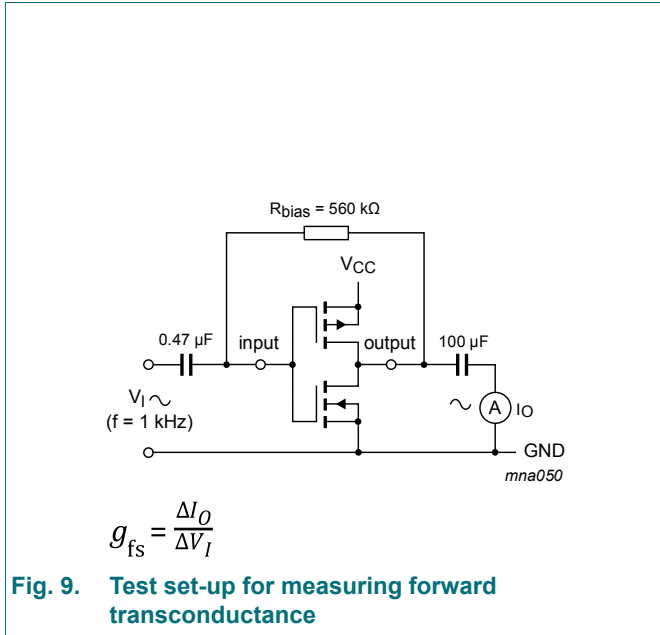 Rbias = 560 kΩ
VCC
0.47 µF
input
output
100 µF
VI
(f = 1 kHz)
A
IO
GND
mna050
gfs = ΔIO / ΔVI
Fig. 9. Test set-up for measuring forward
transconductance